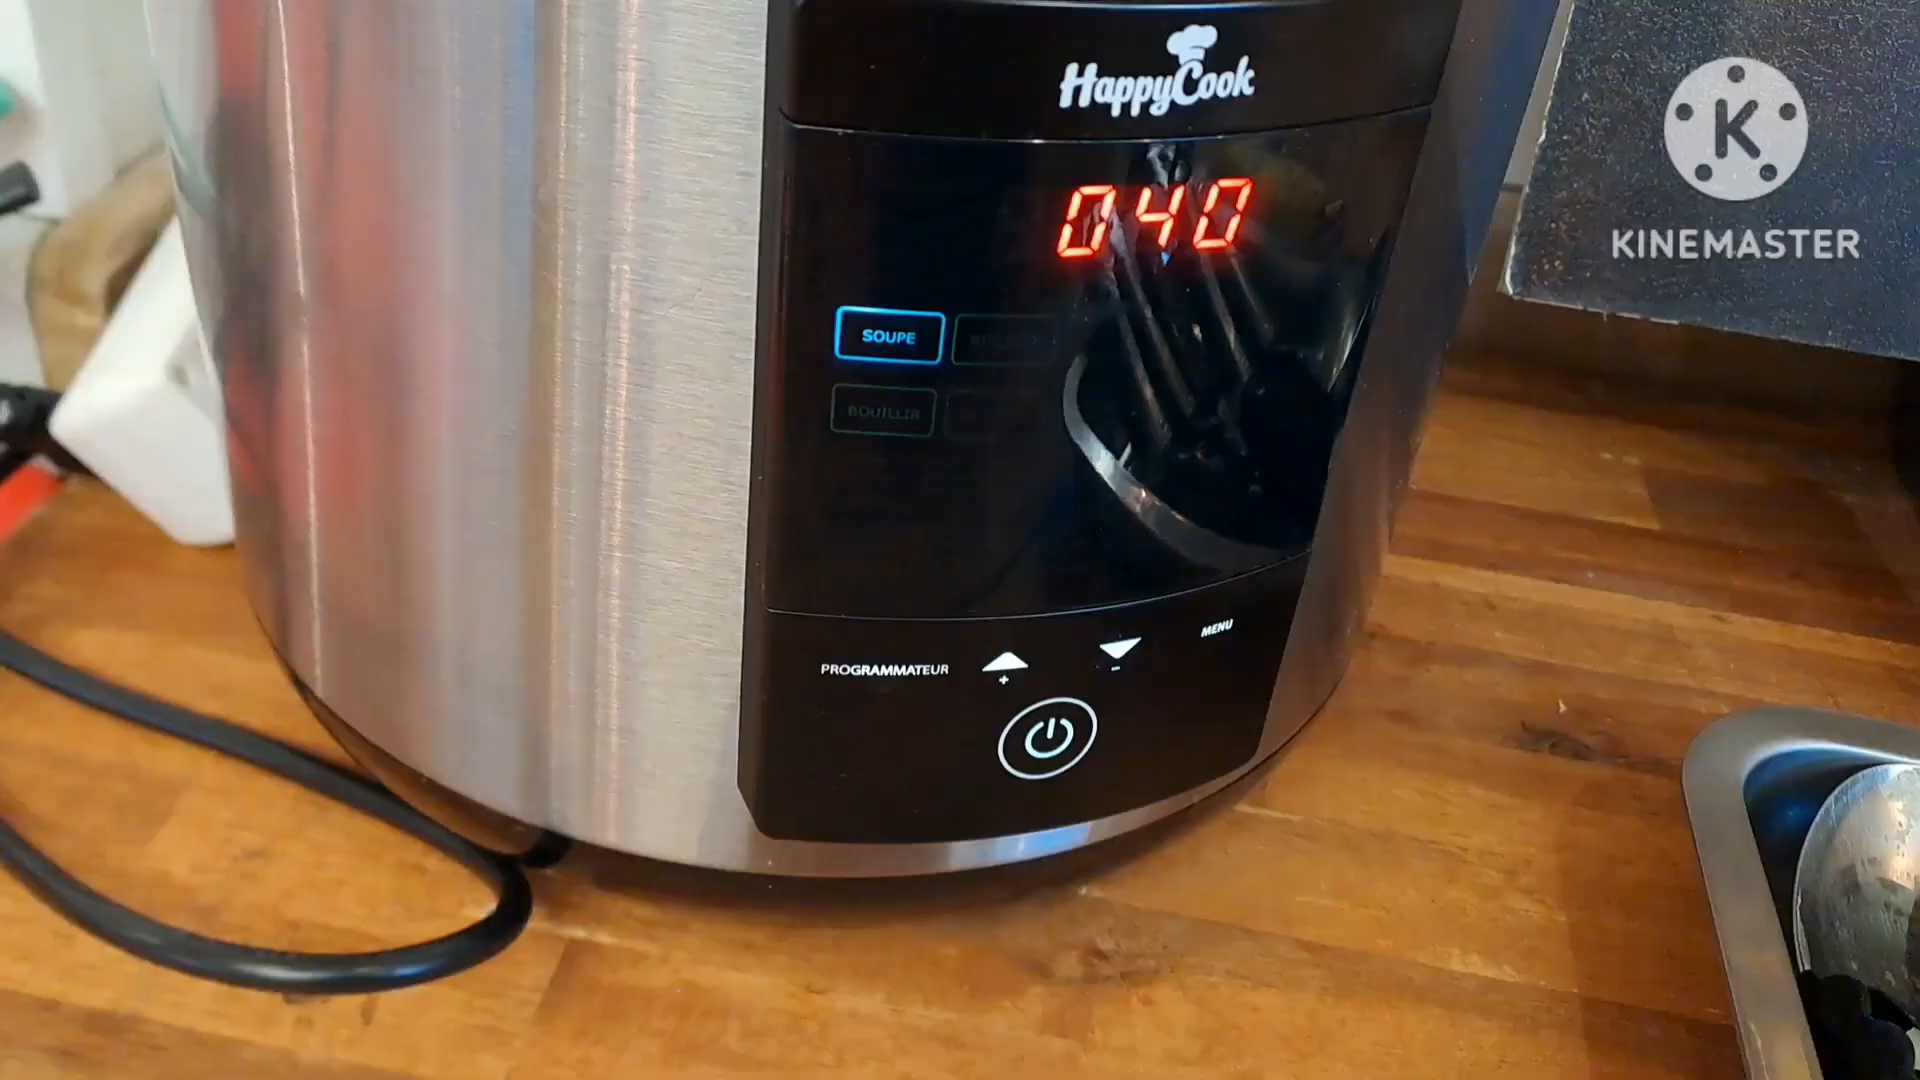 HappyCook
K
KINEMASTER
040
SOUPE
BOUILLIR
PROGRAMMATEUR
+
-
MENU